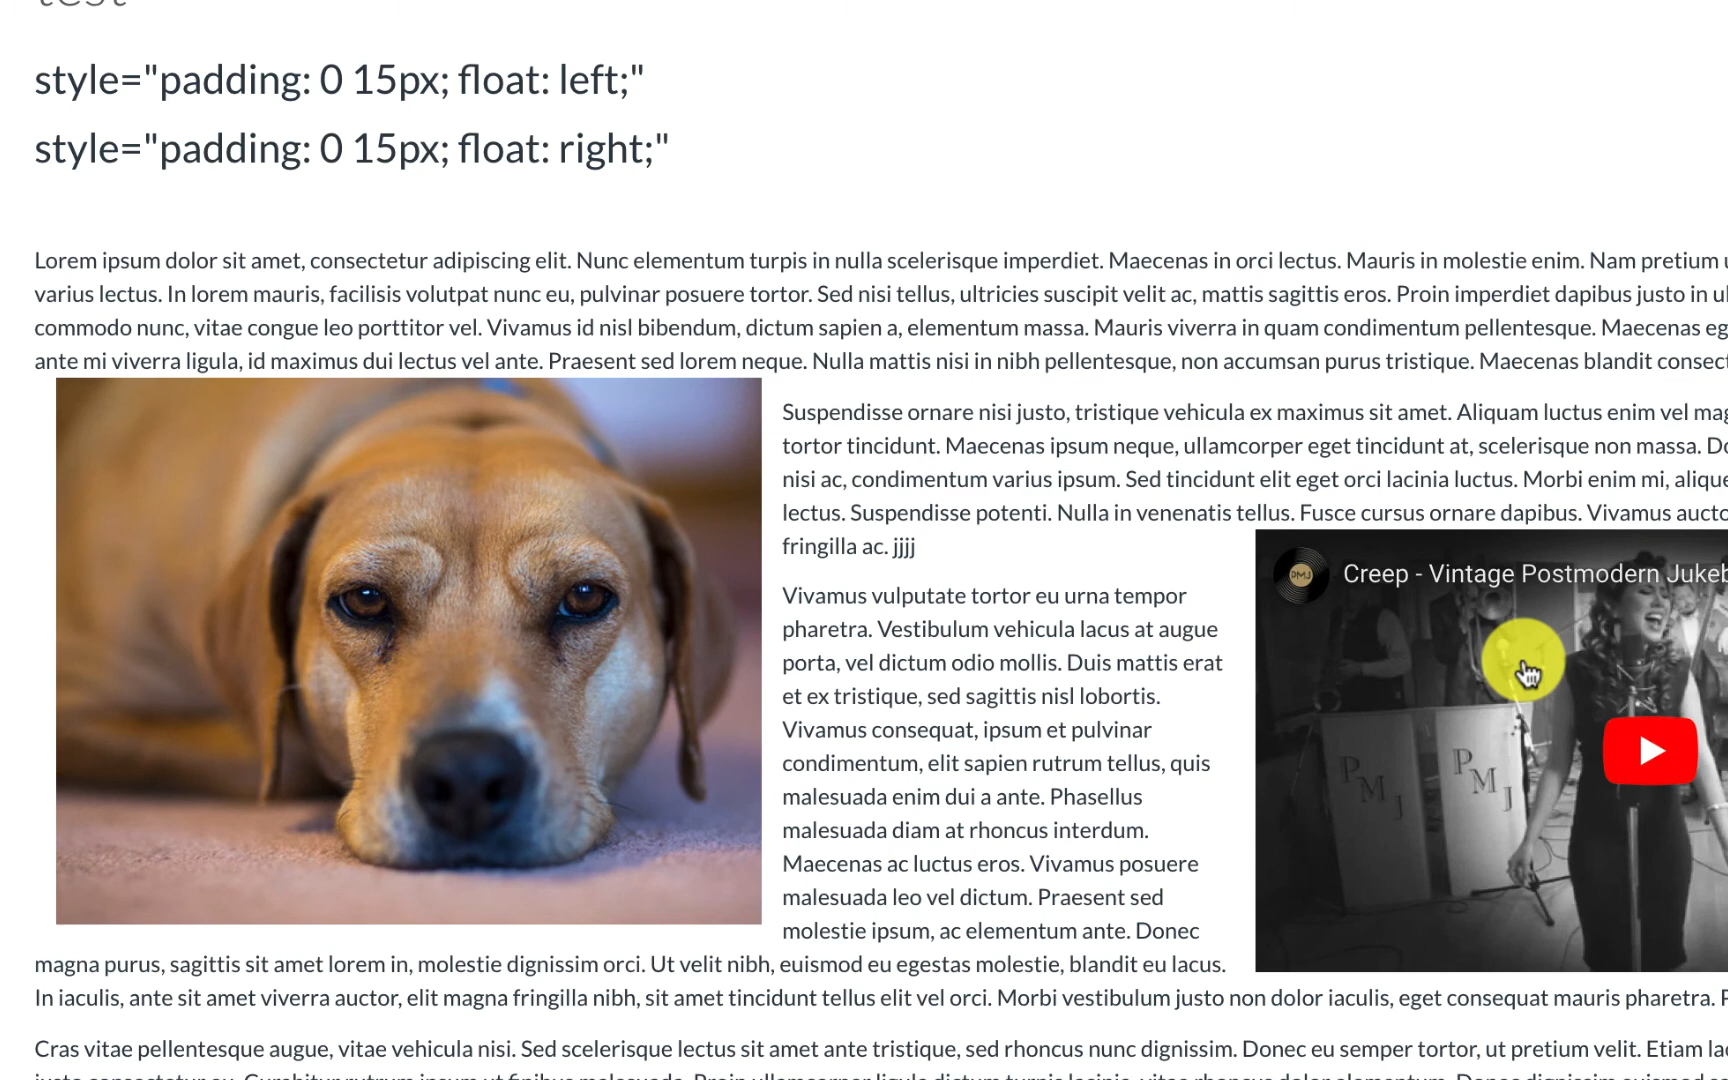 test
style="padding: 0 15px; float: left;"
style="padding: 0 15px; float: right;"
Lorem ipsum dolor sit amet, consectetur adipiscing elit. Nunc elementum turpis in nulla scelerisque imperdiet. Maecenas in orci lectus. Mauris in molestie enim. Nam pretium
varius lectus. In lorem mauris, facilisis volutpat nunc eu, pulvinar posuere tortor. Sed nisi tellus, ultricies suscipit velit ac, mattis sagittis eros. Proin imperdiet dapibus justo in
commodo nunc, vitae congue leo porttitor vel. Vivamus id nisl bibendum, dictum sapien a, elementum massa. Mauris viverra in quam condimentum pellentesque. Maecenas
ante mi viverra ligula, id maximus dui lectus vel ante. Praesent sed lorem neque. Nulla mattis nisi in nibh pellentesque, non accumsan purus tristique. Maecenas blandit
Suspendisse ornare nisi justo, tristique vehicula ex maximus sit amet. Aliquam luctus enim vel
tortor tincidunt. Maecenas ipsum neque, ullamcorper eget tincidunt at, scelerisque non massa.
nisi ac, condimentum varius ipsum. Sed tincidunt elit eget orci lacinia luctus. Morbi enim mi,
lectus. Suspendisse potenti. Nulla in venenatis tellus. Fusce cursus ornare dapibus. Vivamus
fringilla ac. jjjj
PMJ
Creep - Vintage Postmodern
Vivamus vulputate tortor eu urna tempor
pharetra. Vestibulum vehicula lacus at augue
porta, vel dictum odio mollis. Duis mattis erat
et ex tristique, sed sagittis nisl lobortis.
Vivamus consequat, ipsum et pulvinar
condimentum, elit sapien rutrum tellus, quis
malesuada enim dui a ante. Phasellus
malesuada diam at rhoncus interdum.
Maecenas ac luctus eros. Vivamus posuere
malesuada leo vel dictum. Praesent sed
molestie ipsum, ac elementum ante. Donec
PMJ
PMJ
magna purus, sagittis sit amet lorem in, molestie dignissim orci. Ut velit nibh, euismod eu egestas molestie, blandit eu lacus.
In iaculis, ante sit amet viverra auctor, elit magna fringilla nibh, sit amet tincidunt tellus elit vel orci. Morbi vestibulum justo non dolor iaculis, eget consequat mauris pharetra.
Cras vitae pellentesque augue, vitae vehicula nisi. Sed scelerisque lectus sit amet ante tristique, sed rhoncus nunc dignissim. Donec eu semper tortor, ut pretium velit. Etiam